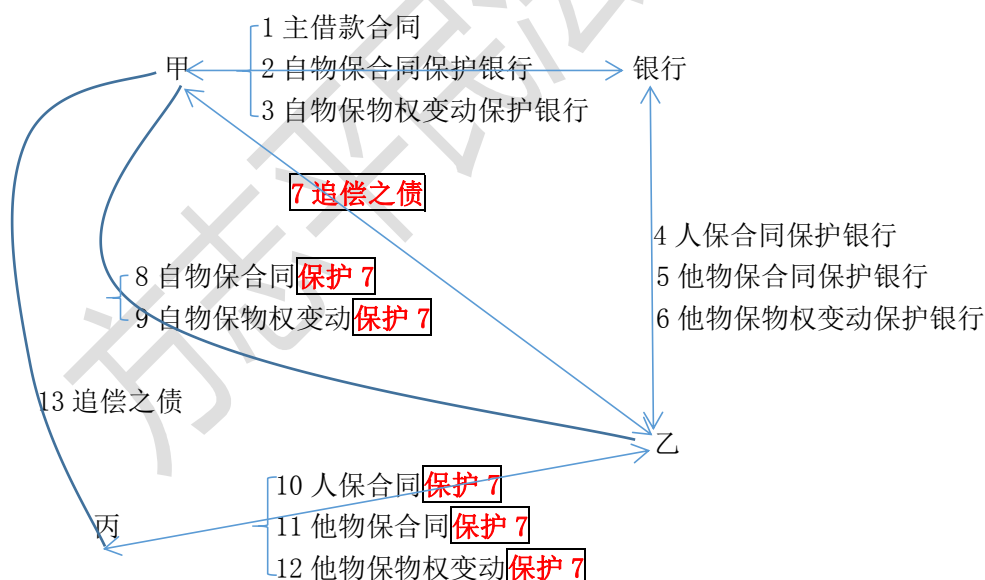 1 主借款合同
甲
2 自物保合同保护银行
银行
3 自物保物权变动保护银行
7 追偿之债
4 人保合同保护银行
8 自物保合同保护 7
5 他物保合同保护银行
9 自物保物权变动保护 7
6 他物保物权变动保护银行
13 追偿之债
乙
10 人保合同保护 7
丙
11 他物保合同保护 7
12 他物保物权变动保护 7
方志平民法